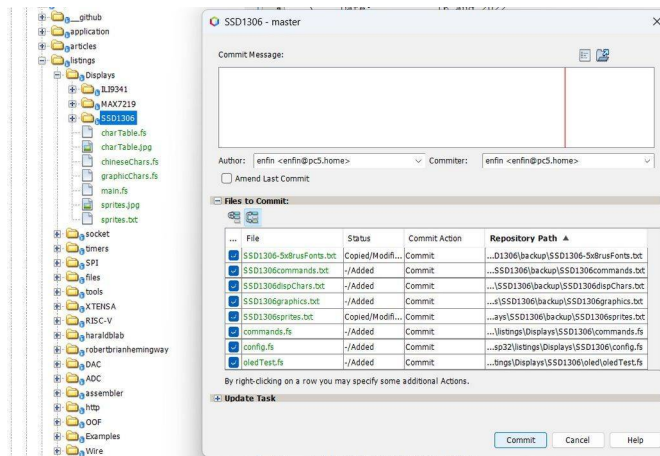 __github
application
articles
listings
Displays
ILI9341
MAX7219
SSD1306
charTable.fs
charTable.jpg
chineseChars.fs
graphicChars.fs
main.fs
sprites.jpg
sprites.txt
socket
timers
SPI
files
tools
XTENSA
RISC-V
haraldblab
robertbrianhemingway
DAC
ADC
assembler
http
OOF
Examples
Wire
SSD1306 - master
Commit Message:
Author: enfin <enfin@pc5.home> Commiter: enfin <enfin@pc5.home>
Amend Last Commit
Files to Commit:
... File Status Commit Action Repository Path
SSD1306-5x8rusFonts.txt Copied/Modifi... Commit ...D1306\backup\SSD1306-5x8rusFonts.txt
SSD1306commands.txt -/Added Commit ...SSD1306\backup\SSD1306commands.txt
SSD1306dispChars.txt -/Added Commit ...\SSD1306\backup\SSD1306dispChars.txt
SSD1306graphics.txt -/Added Commit ...s\SSD1306\backup\SSD1306graphics.txt
SSD1306sprites.txt Copied/Modifi... Commit ...ays\SSD1306\backup\SSD1306sprites.txt
commands.fs -/Added Commit ...\listings\Displays\SSD1306\commands.fs
config.fs -/Added Commit ...sp32\listings\Displays\SSD1306\config.fs
oledTest.fs -/Added Commit ...tings\Displays\SSD1306\oled\oledTest.fs
By right-clicking on a row you may specify some additional Actions.
Update Task
Commit Cancel Help